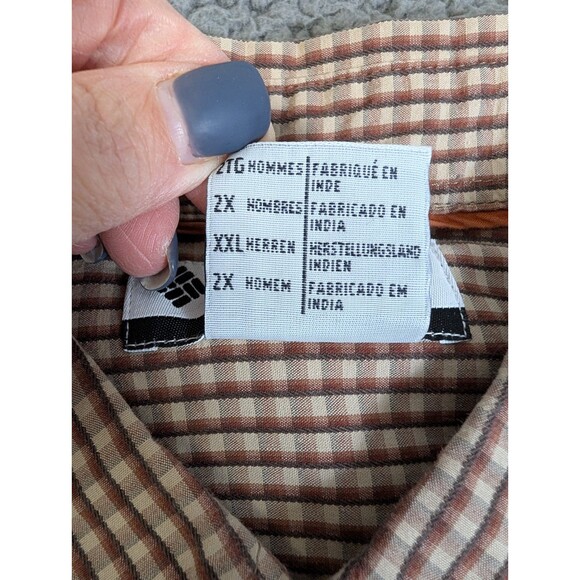 2TG HOMMES FABRIQUÉ EN
INDE
2X HOMBRES FABRICADO EN
INDIA
XXL HERREN HERSTELLUNGSLAND
INDIEN
2X HOMEM FABRICADO EM
INDIA